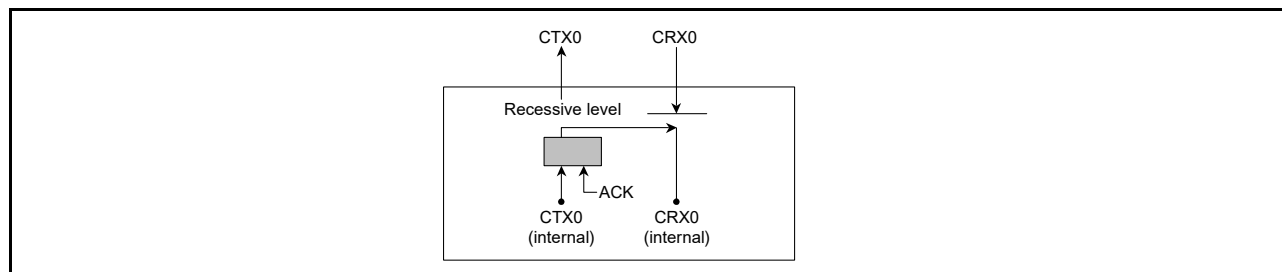 CTX0 CRX0
Recessive level
ACK
CTX0 CRX0
(internal) (internal)